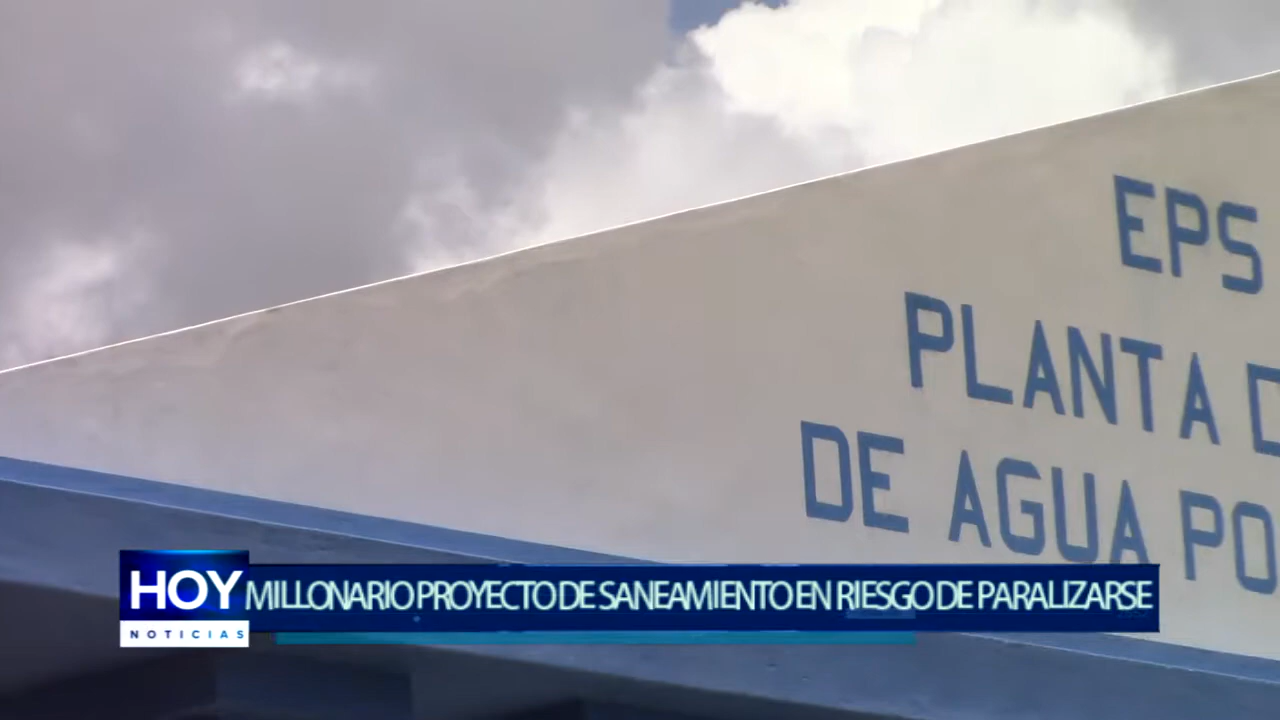 EPS
PLANTA
DE AGUA
HOY
NOTICIAS
MILLONARIO PROYECTO DE SANEAMIENTO EN RIESGO DE PARALIZARSE